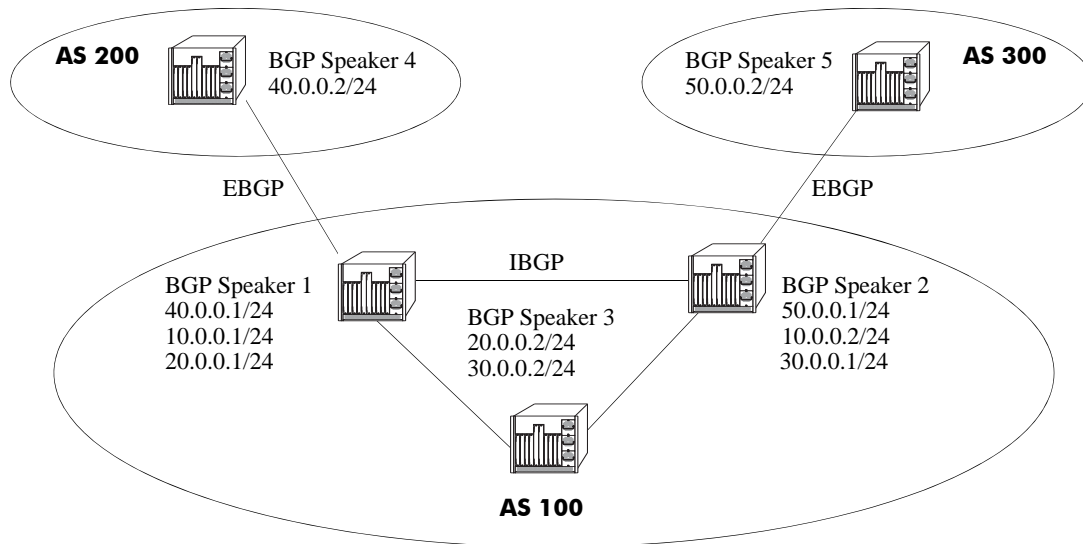 AS 200
BGP Speaker 4
40.0.0.2/24
BGP Speaker 5
50.0.0.2/24
AS 300
EBGP
EBGP
IBGP
BGP Speaker 1
40.0.0.1/24
10.0.0.1/24
20.0.0.1/24
BGP Speaker 3
20.0.0.2/24
30.0.0.2/24
BGP Speaker 2
50.0.0.1/24
10.0.0.2/24
30.0.0.1/24
AS 100